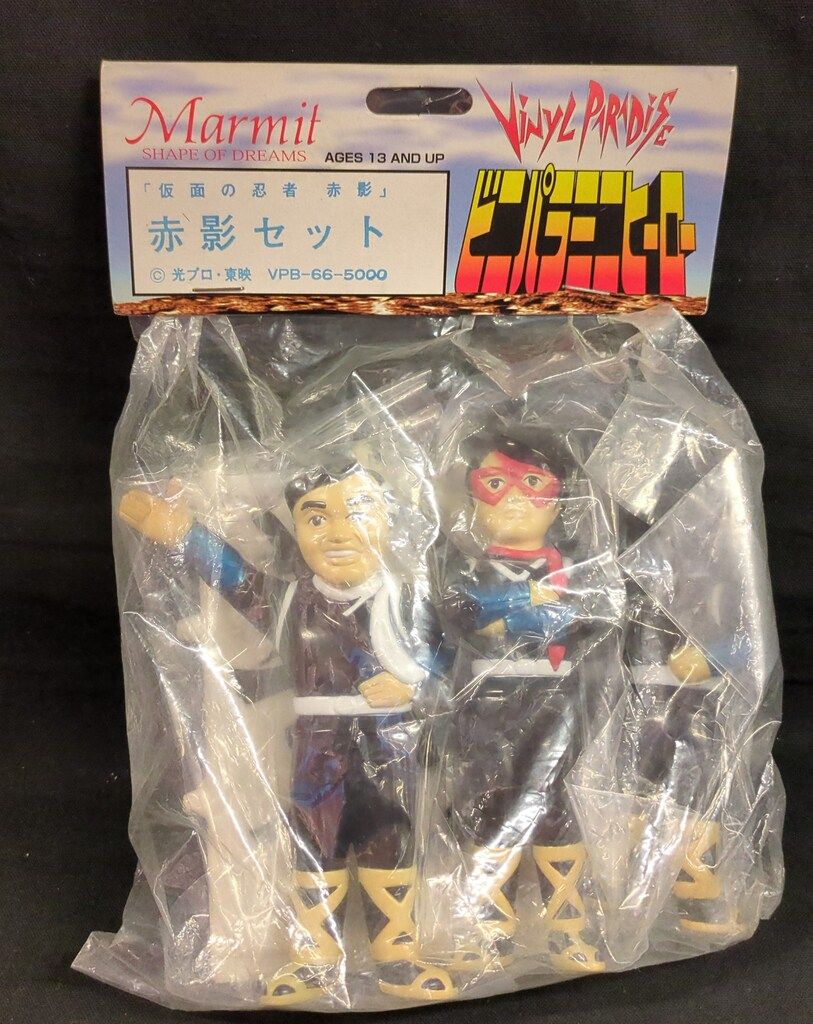 Marmit
SHAPE OF DREAMS
AGES 13 AND UP
VINYL PARADISE
「仮面の忍者 赤影」
赤影セット
© 光プロ・東映 VPB-66-5000
ビニパラニヒーロー